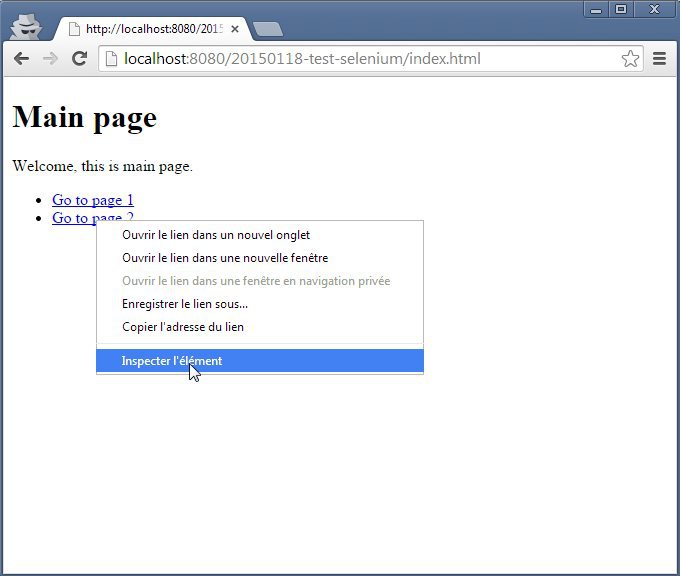 http://localhost:8080/2015
localhost:8080/20150118-test-selenium/index.html
Main page
Welcome, this is main page.
Go to page 1
Go to page 2
Ouvrir le lien dans un nouvel onglet
Ouvrir le lien dans une nouvelle fenêtre
Ouvrir le lien dans une fenêtre en navigation privée
Enregistrer le lien sous...
Copier l'adresse du lien
Inspecter l'élément